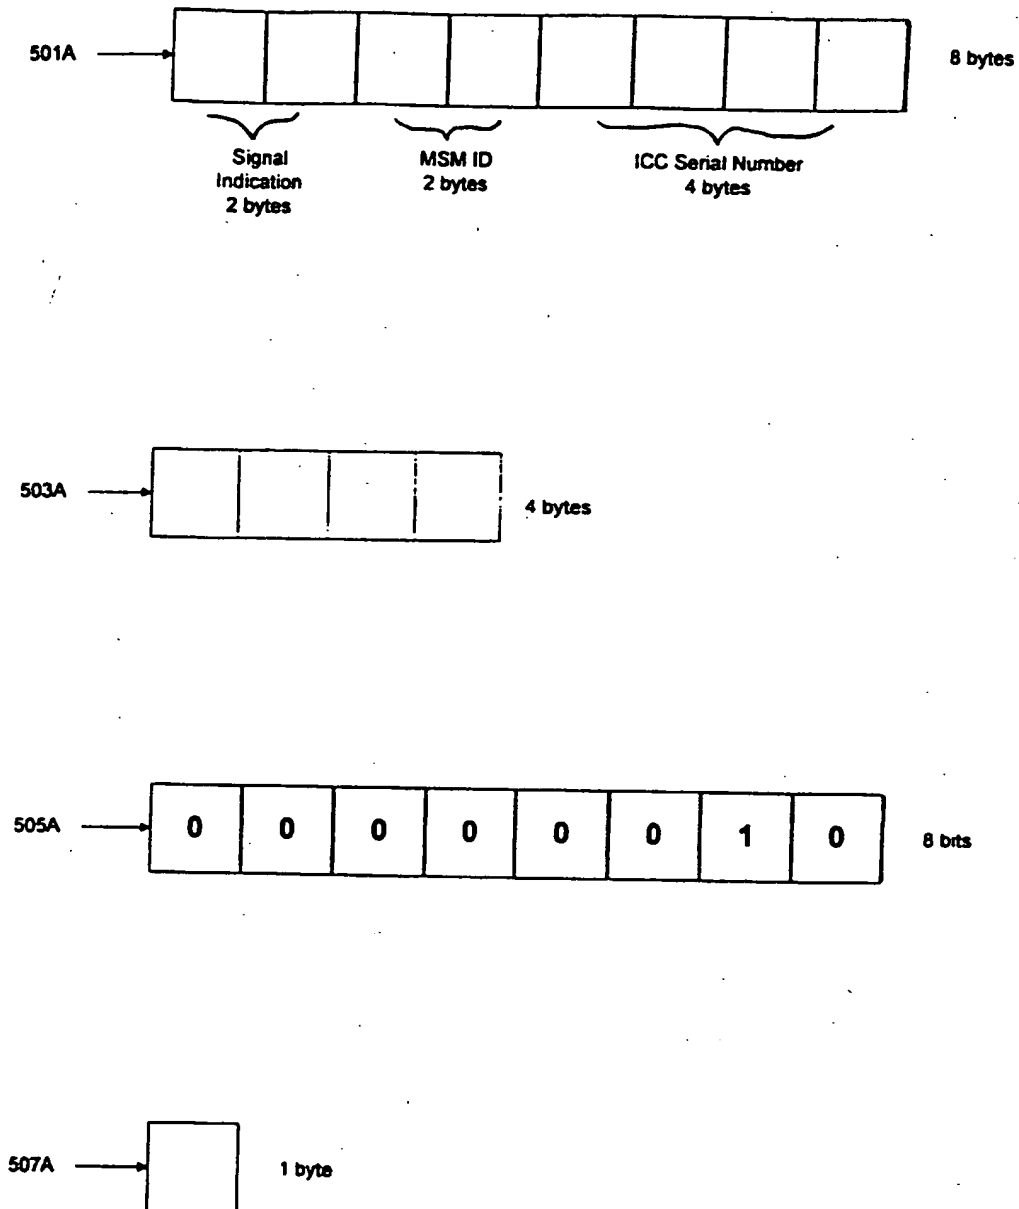 501A
8 bytes
Signal
Indication
2 bytes
MSM ID
2 bytes
ICC Serial Number
4 bytes
503A
4 bytes
505A
0 0 0 0 0 0 1 0
8 bits
507A
1 byte